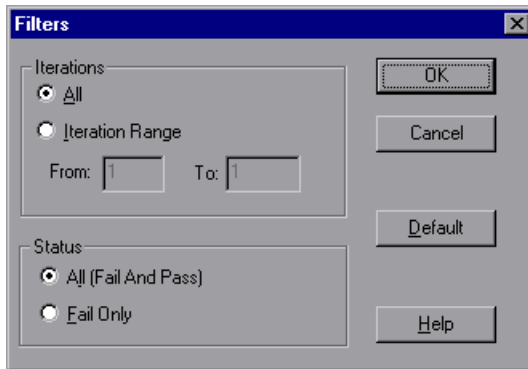 Filters
Iterations
All
Iteration Range
From: 1 To: 1
Status
All (Fail And Pass)
Fail Only
OK
Cancel
Default
Help